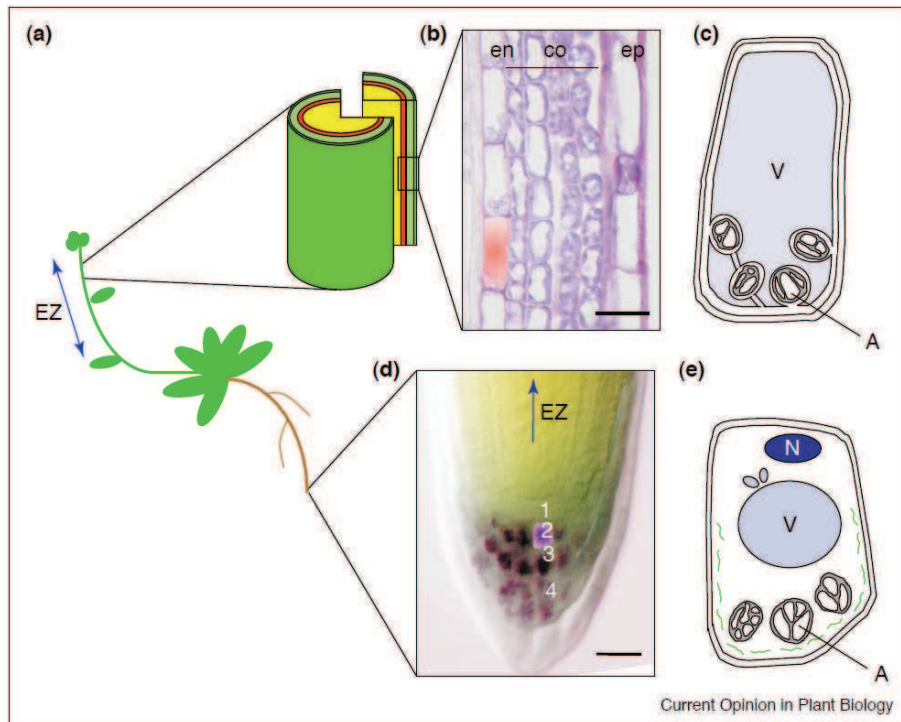 (a)
(b)
en co ep
(c)
V
A
EZ
(d)
EZ
1
2
3
4
(e)
N
V
A
Current Opinion in Plant Biology